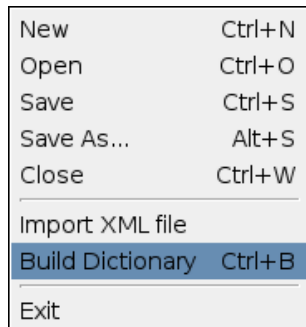 New Ctrl+N
Open Ctrl+O
Save Ctrl+S
Save As... Alt+S
Close Ctrl+W
Import XML file
Build Dictionary Ctrl+B
Exit